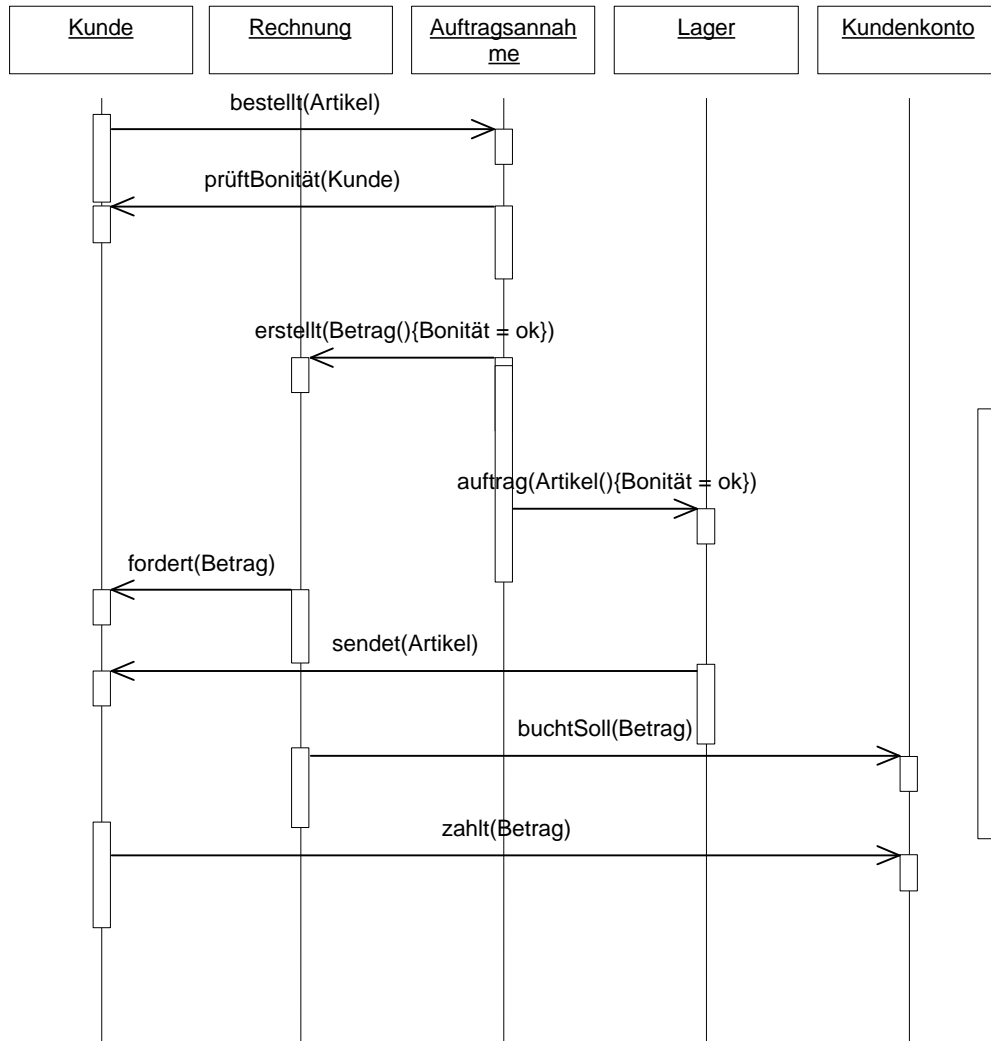 Kunde
Rechnung
Auftragsannah
me
Lager
Kundenkonto
bestellt(Artikel)
prüftBonität(Kunde)
erstellt(Betrag(){Bonität = ok})
auftrag(Artikel(){Bonität = ok})
fordert(Betrag)
sendet(Artikel)
buchtSoll(Betrag)
zahlt(Betrag)